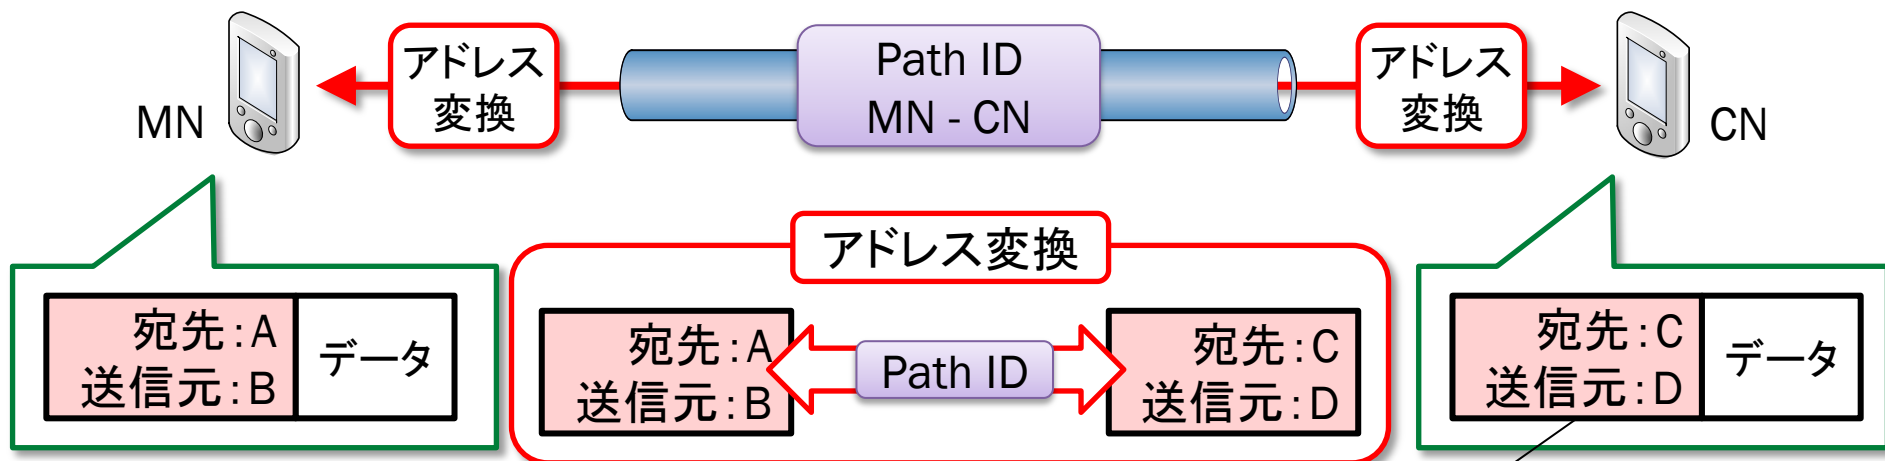 MN
アドレス
変換
Path ID
MN - CN
アドレス
変換
CN
アドレス変換
宛先:A
送信元:B
データ
宛先:A
送信元:B
Path ID
宛先:C
送信元:D
宛先:C
送信元:D
データ